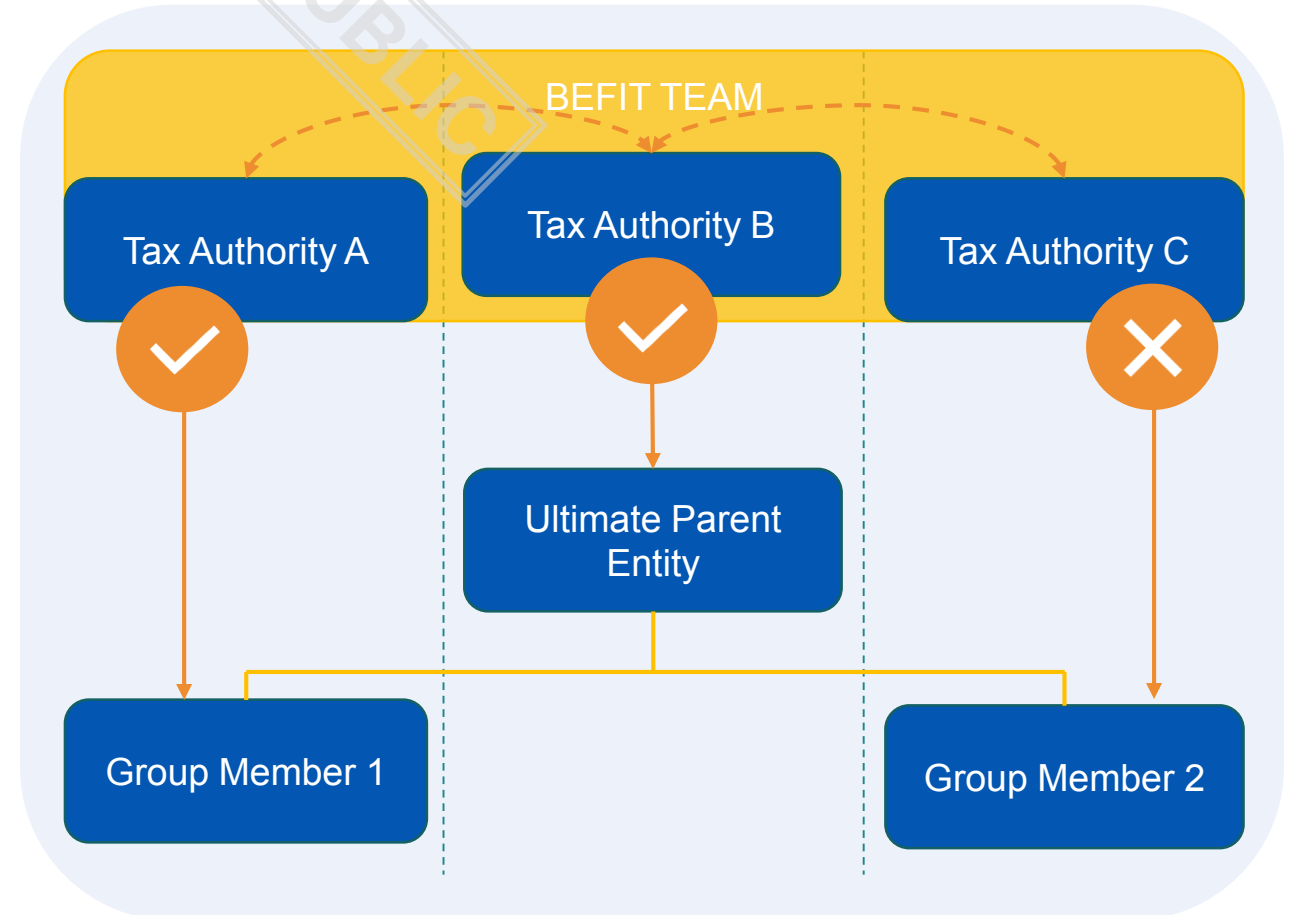 BEFIT TEAM
Tax Authority A
Tax Authority B
Tax Authority C
Ultimate Parent
Entity
Group Member 1
Group Member 2